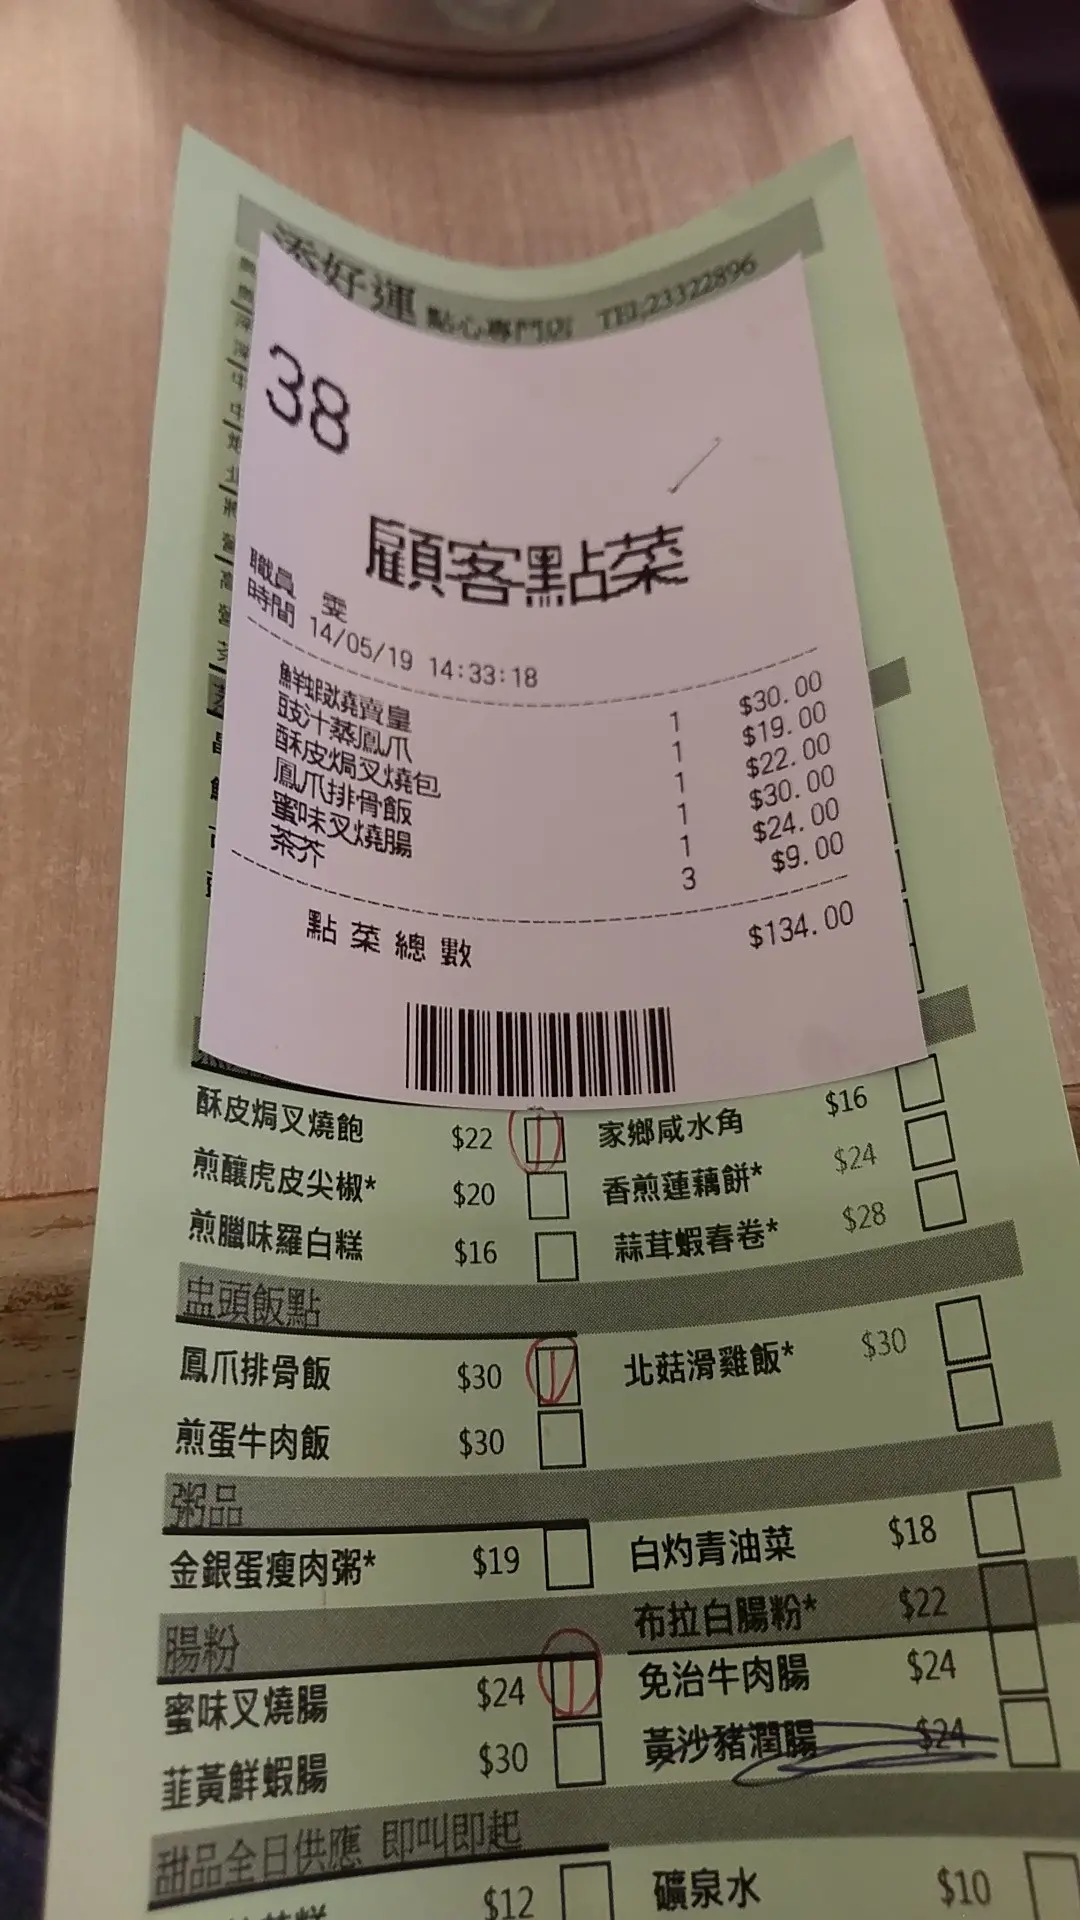 添好運 點心專門店 TEL:23322896
38
顧客點菜
職員 雯
時間 14/05/19 14:33:18
鮮蝦燒賣皇 1 $30.00
豉汁蒸鳳爪 1 $19.00
酥皮焗叉燒包 1 $22.00
鳳爪排骨飯 1 $30.00
蜜味叉燒腸 1 $24.00
茶芥 3 $9.00
點菜總數 $134.00
酥皮焗叉燒飽 $22 家鄉咸水角 $16
煎釀虎皮尖椒* $20 香煎蓮藕餅* $24
煎臘味羅白糕 $16 蒜茸蝦春卷* $28
盅頭飯點
鳳爪排骨飯 $30 北菇滑雞飯* $30
煎蛋牛肉飯 $30
粥品
金銀蛋瘦肉粥* $19 白灼青油菜 $18
腸粉 布拉白腸粉* $22
蜜味叉燒腸 $24 免治牛肉腸 $24
韮黃鮮蝦腸 $30 黃沙豬潤腸 $24
甜品全日供應 即叫即起
$12 礦泉水 $10